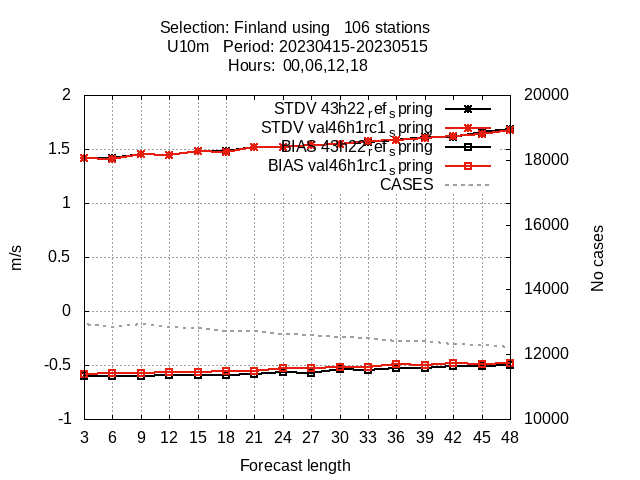 Selection: Finland using 106 stations
U10m Period: 20230415-20230515
Hours: 00,06,12,18
STDV 43h22_ref_spring
STDV val46h1rc1_spring
BIAS 43h22_ref_spring
BIAS val46h1rc1_spring
CASES
2
1.5
1
0.5
0
-0.5
-1
m/s
20000
18000
16000
14000
12000
10000
No cases
3 6 9 12 15 18 21 24 27 30 33 36 39 42 45 48
Forecast length